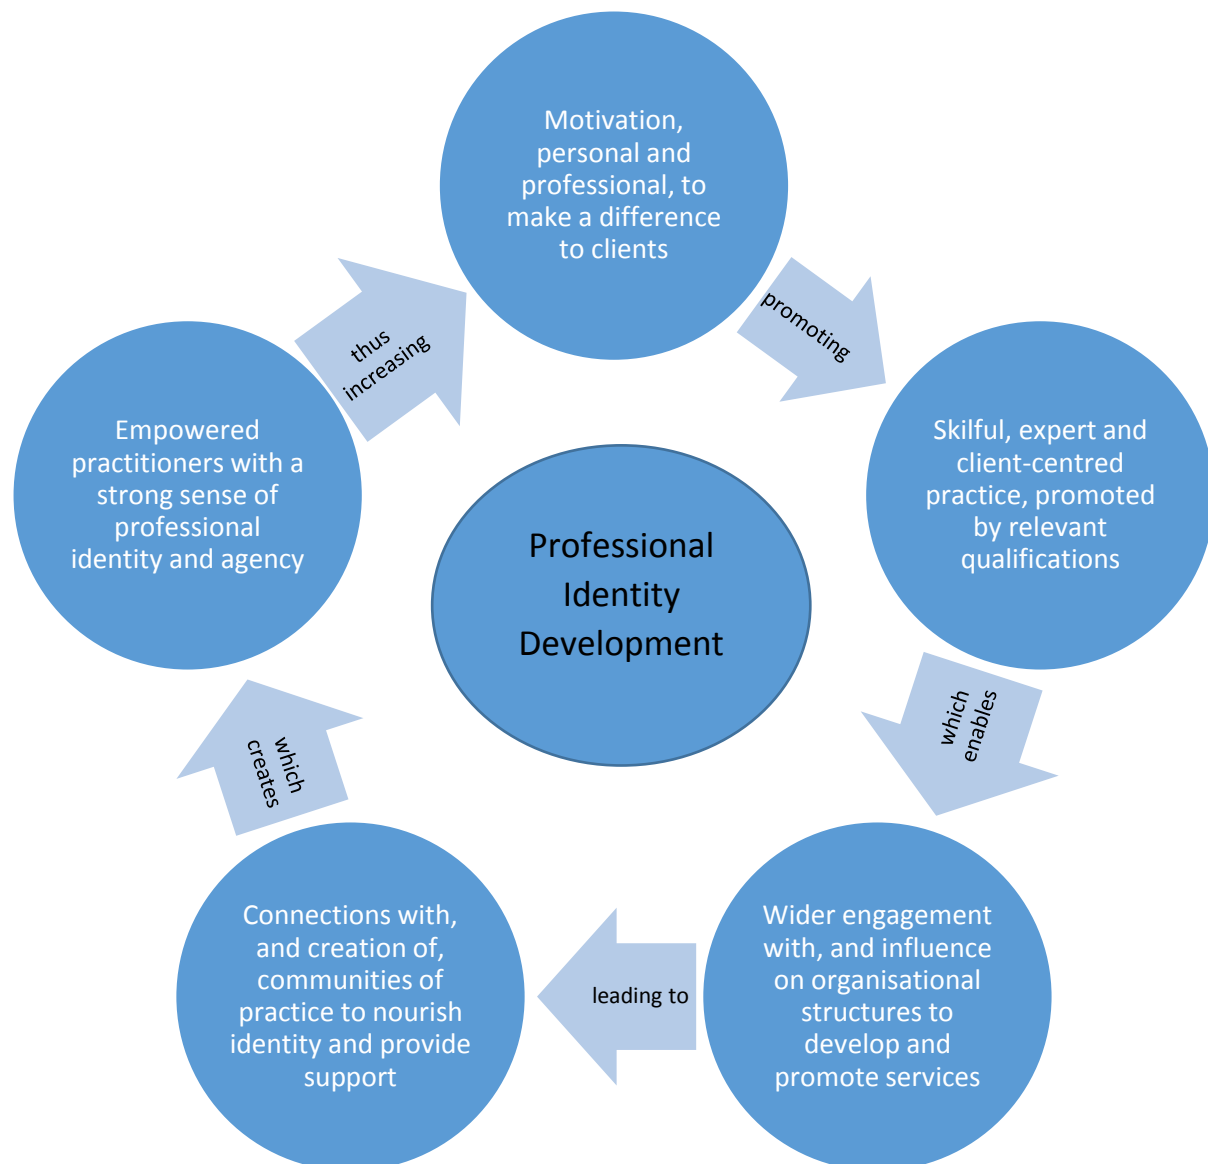 Motivation,
personal and
professional, to
make a difference
to clients
promoting
Skilful, expert and
client-centred
practice, promoted
by relevant
qualifications
which
enables
Wider engagement
with, and influence
on organisational
structures to
develop and
promote services
leading to
Connections with,
and creation of,
communities of
practice to nourish
identity and provide
support
which
creates
Empowered
practitioners with a
strong sense of
professional
identity and agency
thus
increasing
Professional
Identity
Development